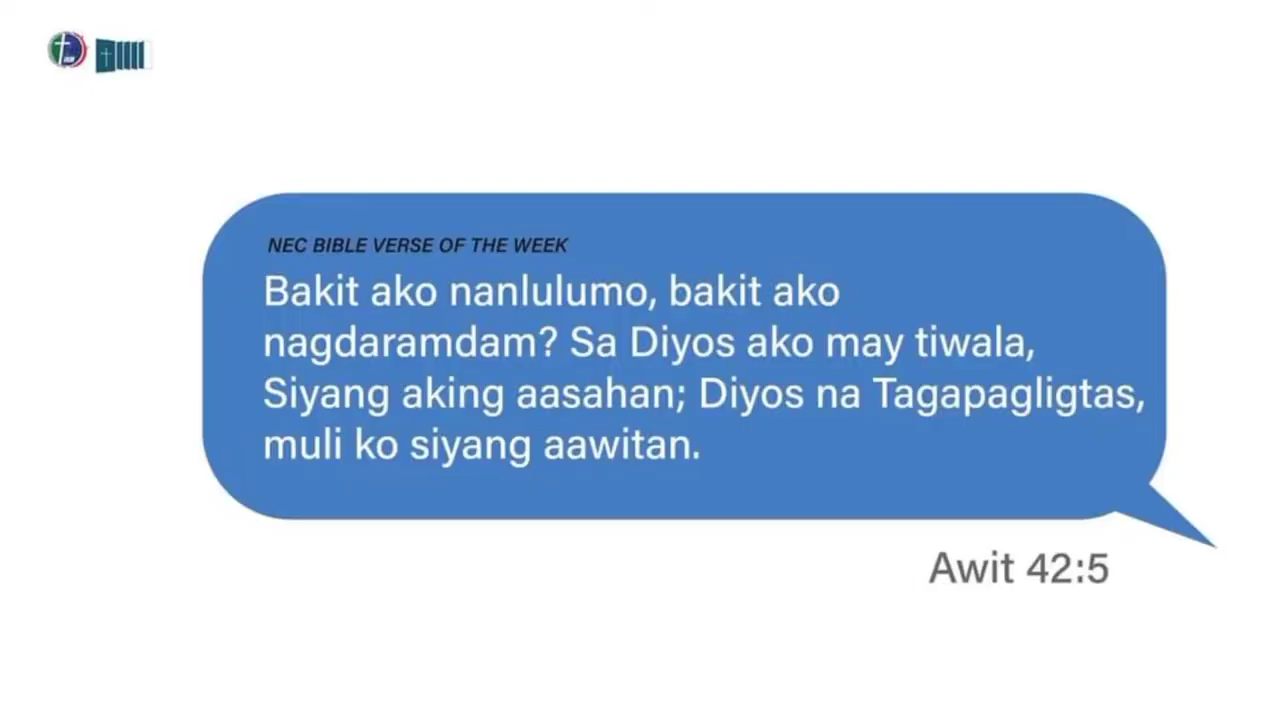 NEC BIBLE VERSE OF THE WEEK
Bakit ako nanlulumo, bakit ako
nagdaramdam? Sa Diyos ako may tiwala,
Siyang aking aasahan; Diyos na Tagapagligtas,
muli ko siyang aawitan.
Awit 42:5